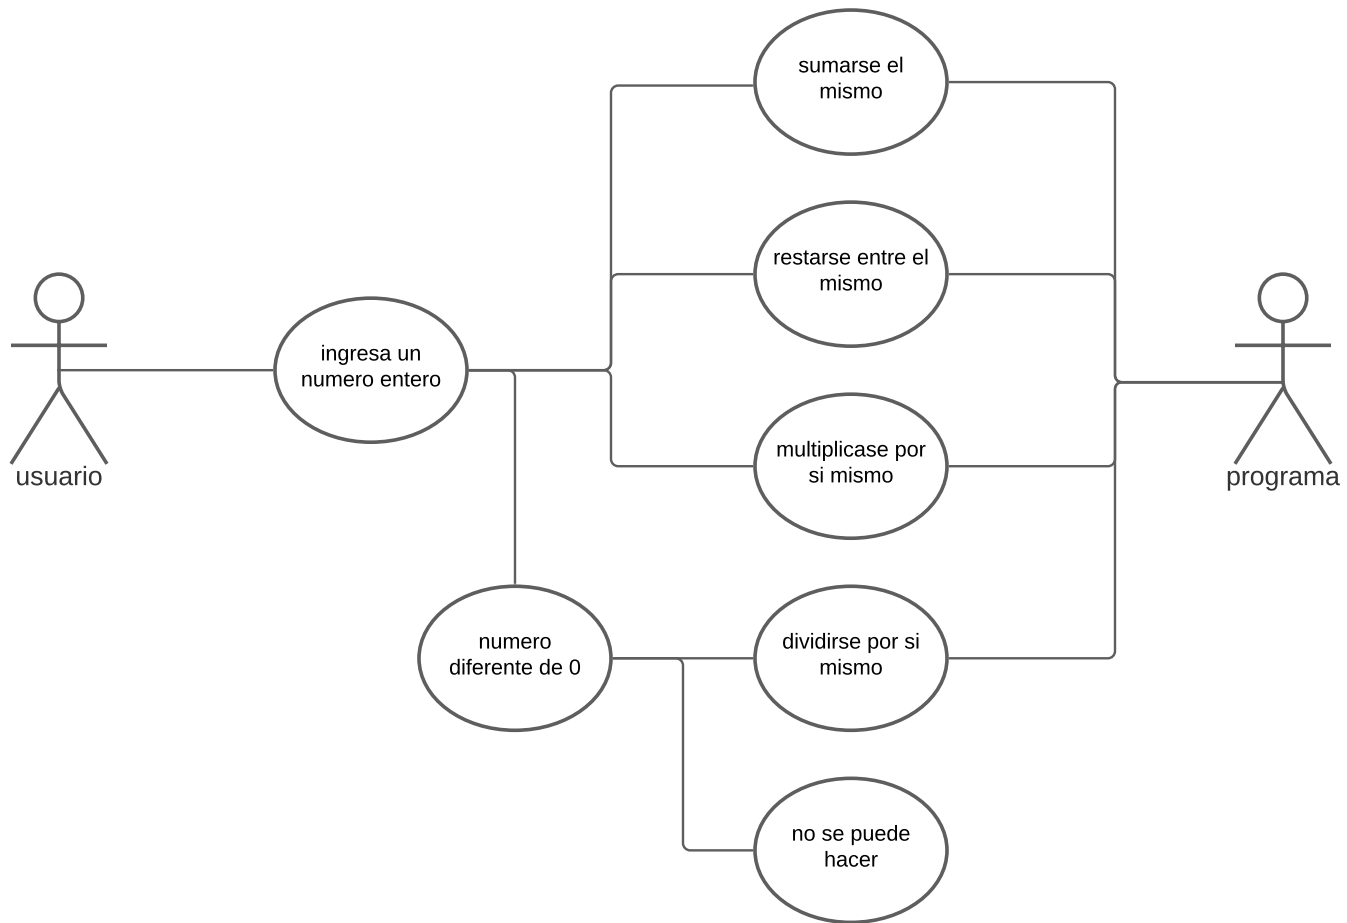 sumarse el
mismo
restarse entre el
mismo
ingresa un
numero entero
multiplicase por
si mismo
usuario
programa
numero
diferente de 0
dividirse por si
mismo
no se puede
hacer